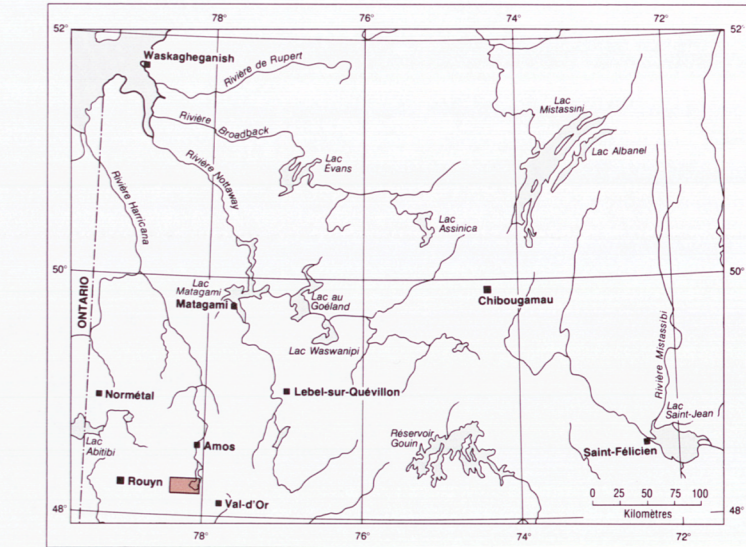 78°
76°
74°
72°
52°
52°
Waskagheganish
Rivière de Rupert
Rivière Broadback
Rivière Nottaway
Rivière Harricana
Lac
Evans
Lac
Mistassini
Lac Albanel
Lac
Assinica
50°
50°
ONTARIO
Lac
Matagami
Matagami
Lac au
Goéland
Lac Waswanipi
Chibougamau
Rivière Mistassibi
Normétal
Lebel-sur-Quévillon
Lac
Abitibi
Amos
Réservoir
Gouin
Lac
Saint-Jean
Saint-Félicien
Rouyn
Val-d'Or
0 25 50 75 100
Kilomètres
48°
48°
78°
76°
74°
72°